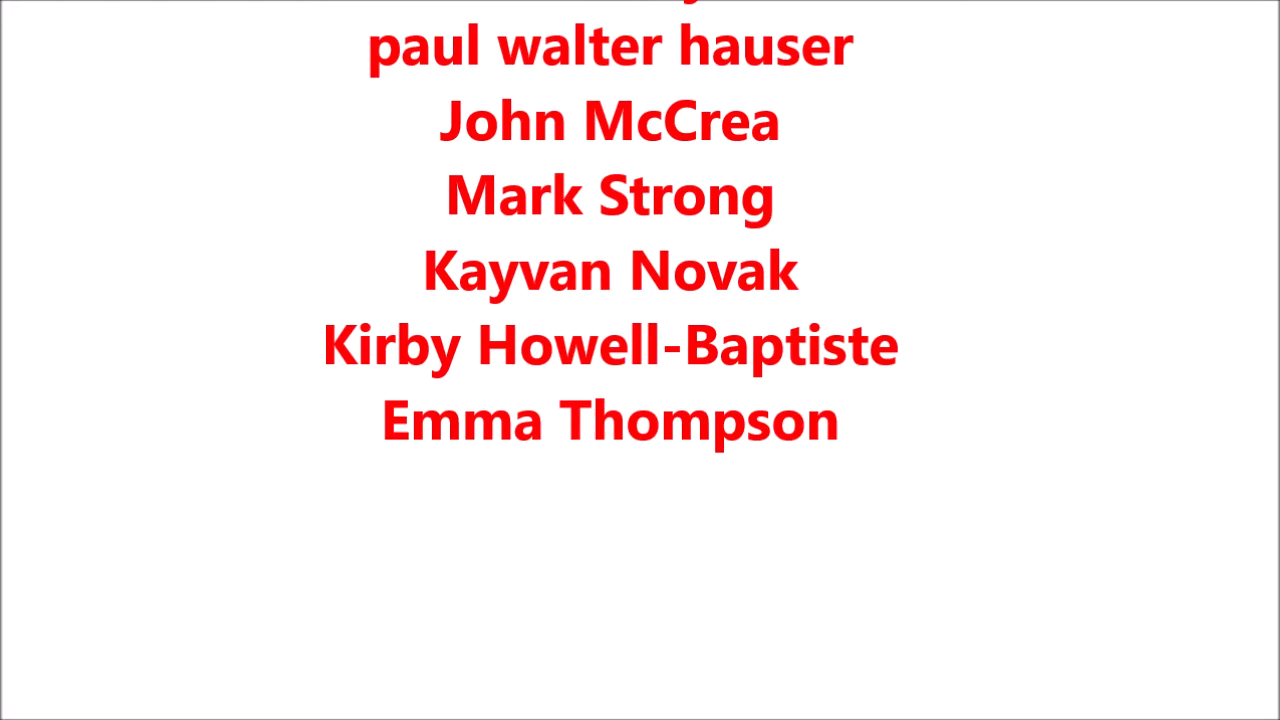 paul walter hauser
John McCrea
Mark Strong
Kayvan Novak
Kirby Howell-Baptiste
Emma Thompson